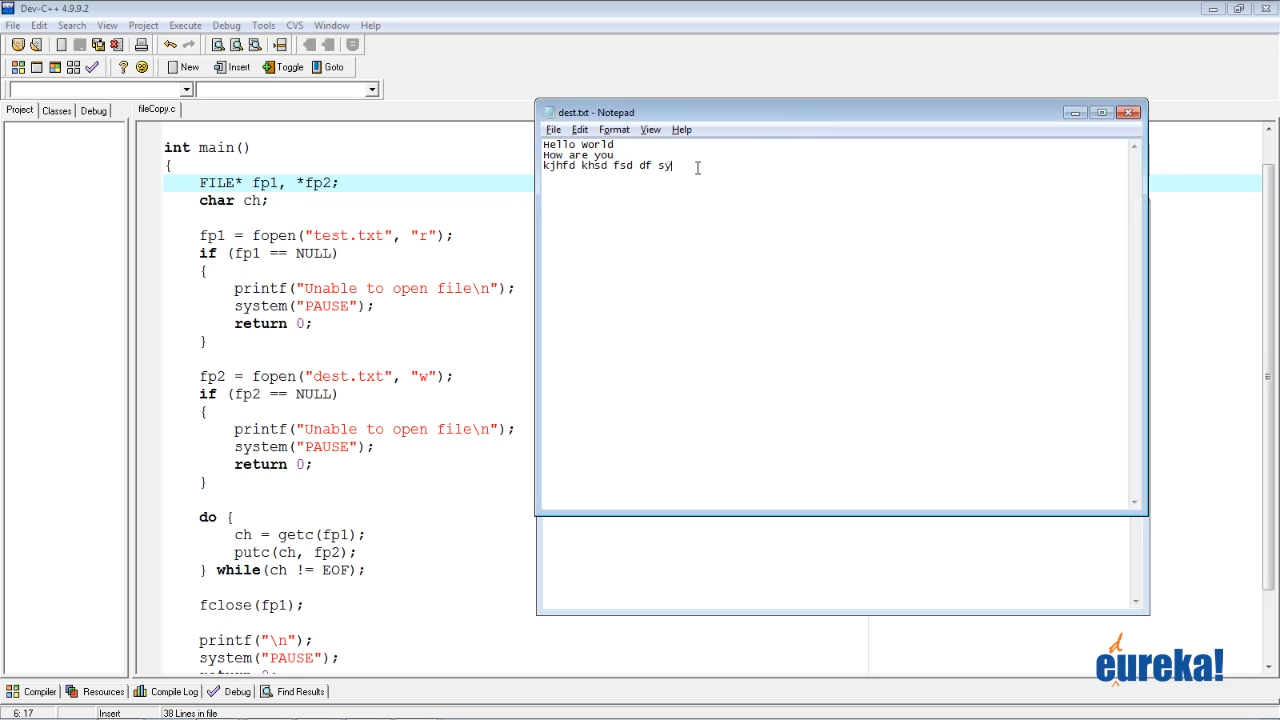 Dev-C++ 4.9.9.2
File Edit Search View Project Execute Debug Tools CVS Window Help
New Insert Toggle Goto
Project Classes Debug
fileCopy.c
int main()
{
FILE* fp1, *fp2;
char ch;
fp1 = fopen("test.txt", "r");
if (fp1 == NULL)
{
printf("Unable to open file\n");
system("PAUSE");
return 0;
}
fp2 = fopen("dest.txt", "w");
if (fp2 == NULL)
{
printf("Unable to open file\n");
system("PAUSE");
return 0;
}
do {
ch = getc(fp1);
putc(ch, fp2);
} while(ch != EOF);
fclose(fp1);
printf("\n");
system("PAUSE");
return 0;
dest.txt - Notepad
File Edit Format View Help
Hello World
How are you
kjhfd khsd fsd df sy
deureka!
Compiler Resources Compile Log Debug Find Results
6: 17 Insert 38 Lines in file